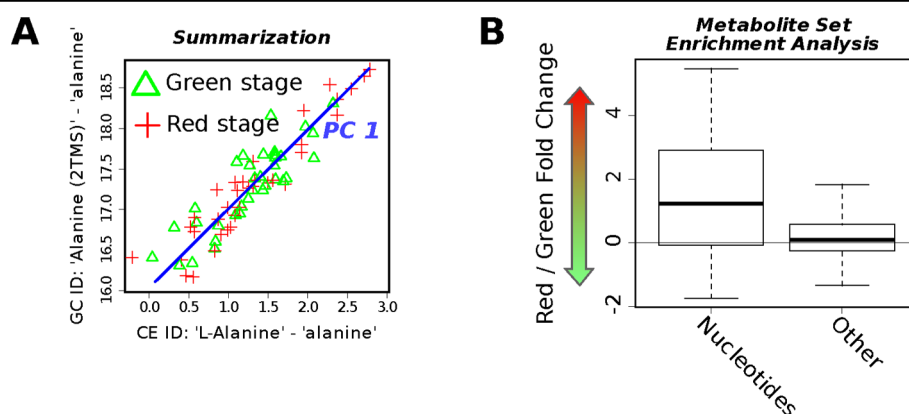 A
Summarization
GC ID: 'Alanine (2TMS)' - 'alanine'
18.5
18.0
17.5
17.0
16.5
16.0
Green stage
Red stage
PC 1
0.0 0.5 1.0 1.5 2.0 2.5 3.0
CE ID: 'L-Alanine' - 'alanine'
B
Metabolite Set
Enrichment Analysis
Red / Green Fold Change
4
2
0
-2
Nucleotides
Other